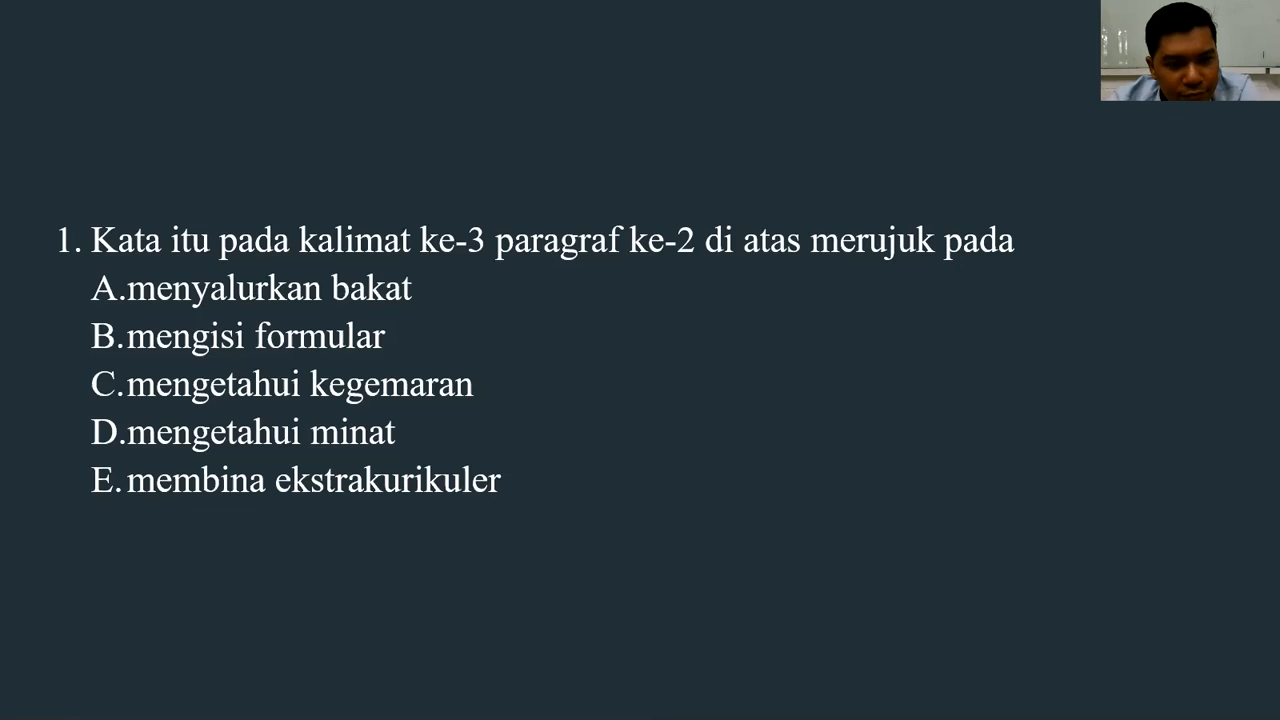 1. Kata itu pada kalimat ke-3 paragraf ke-2 di atas merujuk pada
A.menyalurkan bakat
B.mengisi formular
C.mengetahui kegemaran
D.mengetahui minat
E.membina ekstrakurikuler